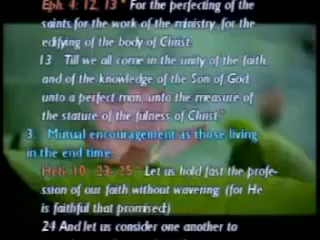 Eph. 4: 12, 13 " For the perfecting of the
saints for the work of the ministry, for the
edifying of the body of Christ:
13 Till we all come in the unity of the faith,
and of the knowledge of the Son of God,
unto a perfect man, unto the measure of
the stature of the fulness of Christ"
3. Mutual encouragement as those living
in the end time.
Heb. 10: 23, 25 " Let us hold fast the profe-
ssion of our faith without wavering; (for He
is faithful that promised;)
24 And let us consider one another to